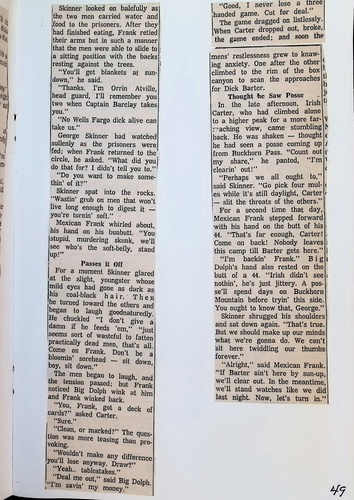 Skinner looked on balefully as
the two men carried water and
food to the prisoners. After they
had finished eating, Frank retied
their arms but in such a manner
that the men were able to slide to
a sitting position with the backs
resting against the trees.
"You'll get blankets at sun-
down," he said.
"Thanks. I'm Orrin Atville,
head guard, I'll remember you
two when Captain Barclay takes
you."
"No Wells Fargo dick alive can
take us."
George Skinner had watched
sullenly as the prisoners were
fed; when Frank returned to the
circle, he asked. "What did you
do that for? I didn't tell you to."
"Do you want to make some-
thin' of it?"
Skinner spat into the rocks.
"Wastin' grub on men that won't
live long enough to digest it —
you're turnin' soft."
Mexican Frank whirled about,
his hand on his busbutt. "You
stupid, murdering skunk, we'll
see who's the soft-belly, stand
up!"
Passes it Off
For a moment Skinner glared
at the slight, youngster whose
mild eyes had gone as dark as
his coal-black hair. Then
he turned toward the others and
began to laugh goodnaturedly.
He chuckled "I don't give a
damn if he feeds 'em," "just
seems sort of wasteful to fatten
practically dead men, that's all.
Come on Frank. Don't be a
bloomin' sorehead — sit down,
boy, sit down."
The men began to laugh, and
the tension paused; but Frank
noticed Big Dolph wink at him
and Frank winked back.
"You, Frank, got a deck of
cards?" asked Carter.
"Sure."
"Clean, or marked?" The ques-
tion was more teasing than pro-
voking.
"Wouldn't make any difference
you'll lose anyway. Draw?"
"Yeah.. tablestakes."
"Deal me out," said Big Dolph.
"I'm savin' my money."
"Good, I never lose a three
handed game. Cut for deal."
The game dragged on listlessly.
When Carter dropped out, broke,
the game ended; and soon the
mens' restlessness grew to knaw-
ing anxiety. One after the other
climbed to the rim of the box
canyon to scan the approaches
for Dick Barter.
Thought he Saw Posse
In the late afternoon, Irish
Carter, who had climbed alone
to a higher peak for a more far-
reaching view, came stumbling
back. He was shaken — thought
he had seen a posse coming up
from Buckhorn Pass. "Count out
my share," he panted, "I'm
clearin' out!"
"Perhaps we all ought to,"
said Skinner. "Go pick four mul-
es while it's still daylight, Carter
— slit the throats of the others."
For a second time that day,
Mexican Frank stepped forward
with his hand on the butt of his
44. "That's far enough, Carter!
Come on back! Nobody leaves
this camp till Barter gets here."
"I'm backin' Frank." Big
Dolph's hand also rested on the
butt of a 44. "Irish didn't see
nothin', he's just jittery. A pos-
se'll spend days on Buckhorn
Mountain before tryin' this side.
You ought to know that, George."
Skinner shrugged his shoulders
and sat down again. "That's true.
But we should make up our minds
what we're gonna do. We can't
sit here twiddling our thumbs
forever."
"Alright," said Mexican Frank.
"If Barter ain't here by sun-up,
we'll clear out. In the meantime,
we'll stand watches like we did
last night. Now, let's turn in."
49